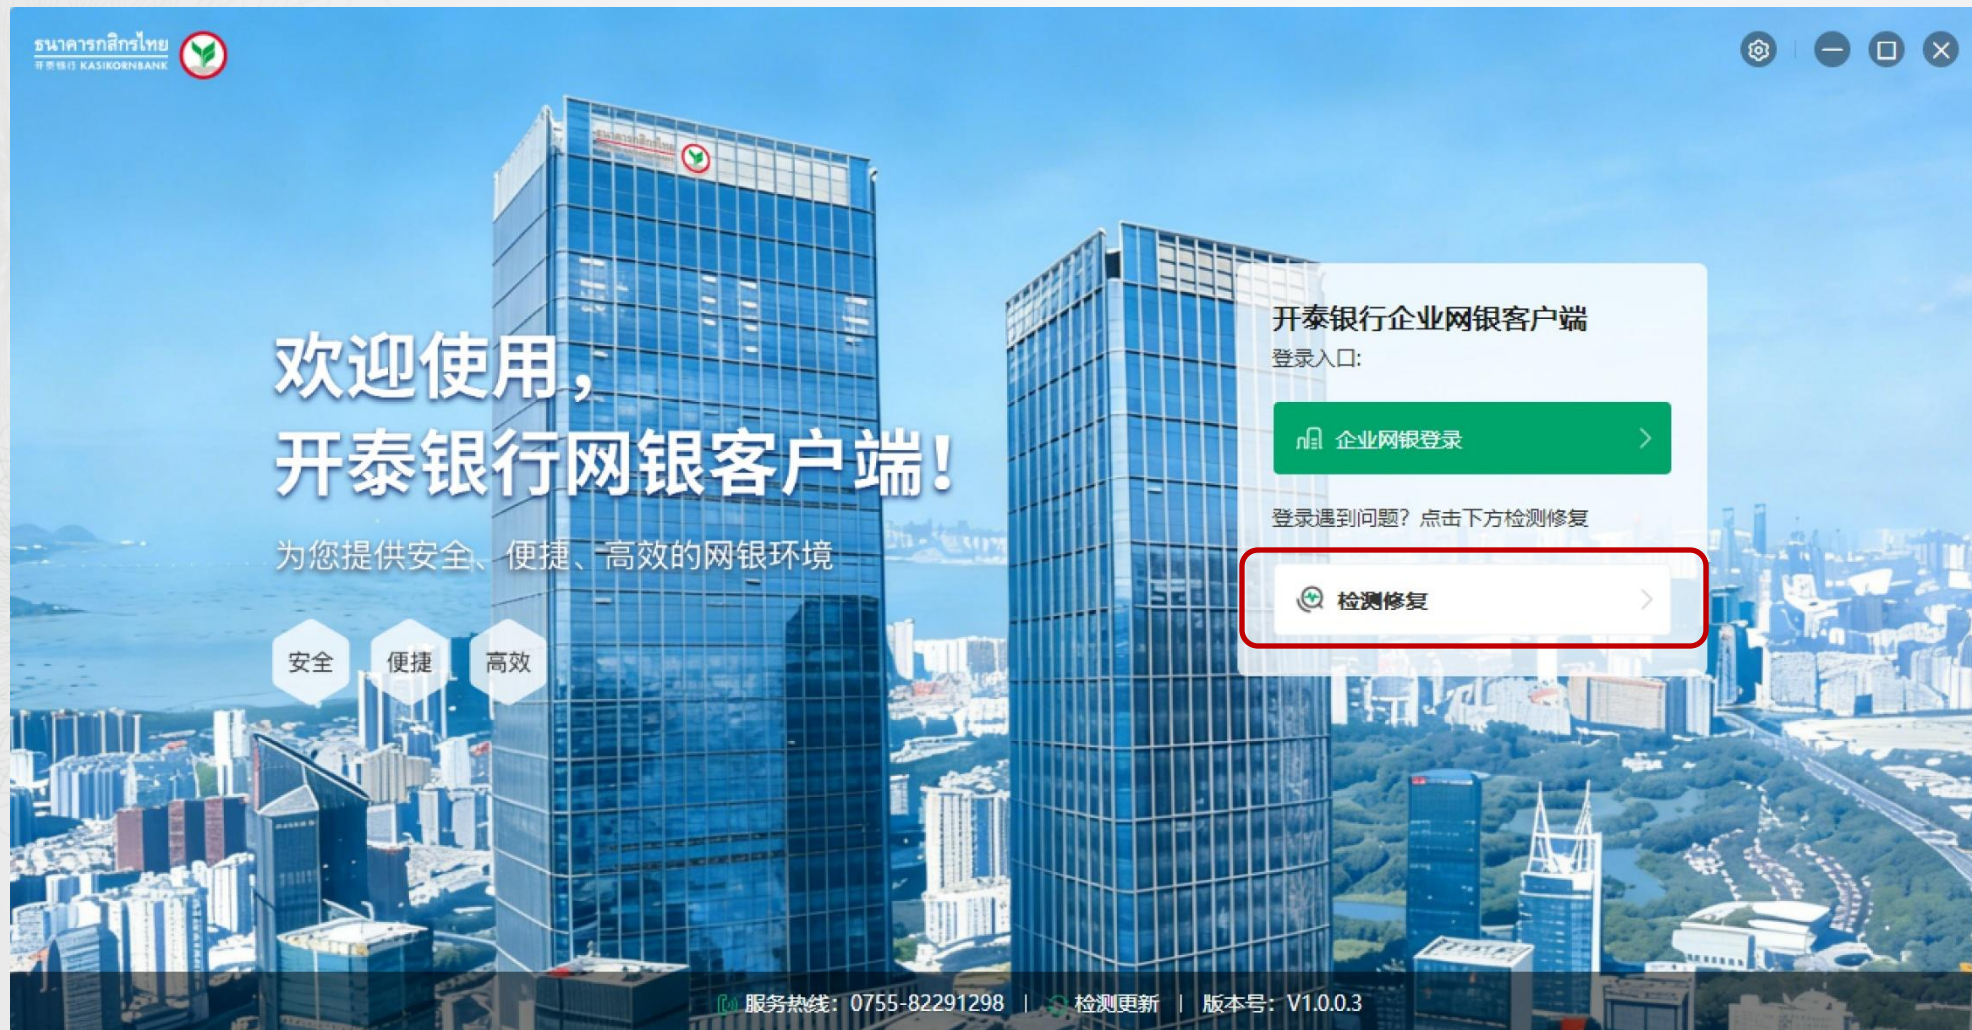 ธนาคารกสิกรไทย
开泰银行 KASIKORNBANK
开泰银行企业网银客户端
登录入口:
企业网银登录
登录遇到问题？点击下方检测修复
检测修复
欢迎使用，
开泰银行网银客户端！
为您提供安全、便捷、高效的网银环境
安全 便捷 高效
服务热线：0755-82291298 | 检测更新 | 版本号：V1.0.0.3